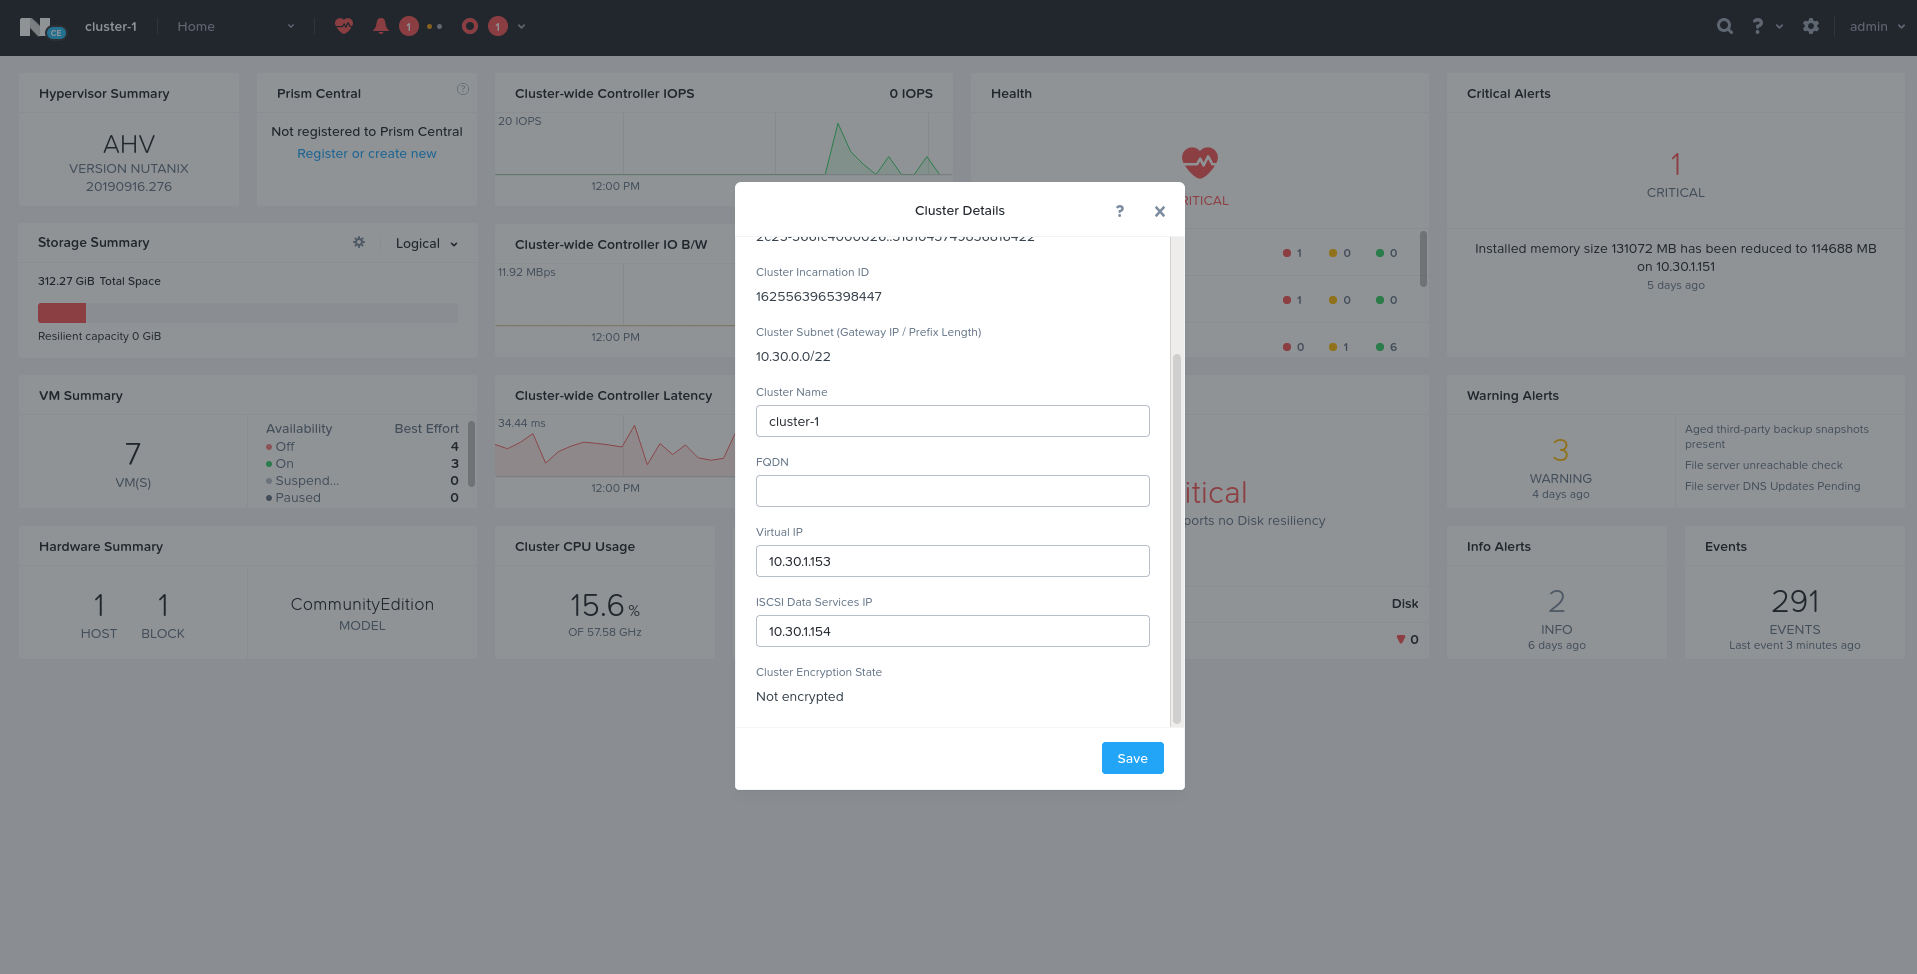 N CE cluster-1 Home 1 1 ? admin
Hypervisor Summary
AHV
VERSION NUTANIX
20190916.276
Prism Central ?
Not registered to Prism Central
Register or create new
Cluster-wide Controller IOPS 0 IOPS
20 IOPS
12:00 PM
Health
RITICAL
1 0 0
1 0 0
0 1 6
Critical Alerts
1
CRITICAL
Installed memory size 131072 MB has been reduced to 114688 MB
on 10.30.1.151
5 days ago
Storage Summary Logical
312.27 GiB Total Space
Resilient capacity 0 GiB
Cluster-wide Controller IO B/W
11.92 MBps
12:00 PM
VM Summary
7
VM(S)
Availability Best Effort
Off 4
On 3
Suspend... 0
Paused 0
Cluster-wide Controller Latency
34.44 ms
12:00 PM
itical
ports no Disk resiliency
Disk
0
Warning Alerts
3
WARNING
4 days ago
Aged third-party backup snapshots
present
File server unreachable check
File server DNS Updates Pending
Hardware Summary
1 1
HOST BLOCK
CommunityEdition
MODEL
Cluster CPU Usage
15.6 %
OF 57.58 GHz
Info Alerts
2
INFO
6 days ago
Events
291
EVENTS
Last event 3 minutes ago
Cluster Details ? ×
Cluster Incarnation ID
1625563965398447
Cluster Subnet (Gateway IP / Prefix Length)
10.30.0.0/22
Cluster Name
cluster-1
FQDN
Virtual IP
10.30.1.153
ISCSI Data Services IP
10.30.1.154
Cluster Encryption State
Not encrypted
Save